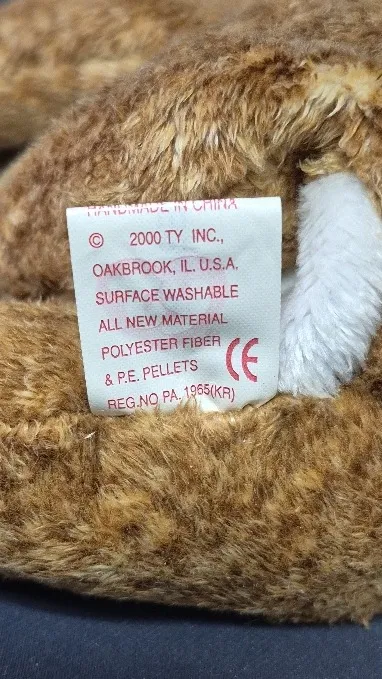 HANDMADE IN CHINA
© 2000 TY INC.,
OAKBROOK, IL. U.S.A.
SURFACE WASHABLE
ALL NEW MATERIAL
POLYESTER FIBER
& P.E. PELLETS
CE
REG.NO PA. 1965(KR)